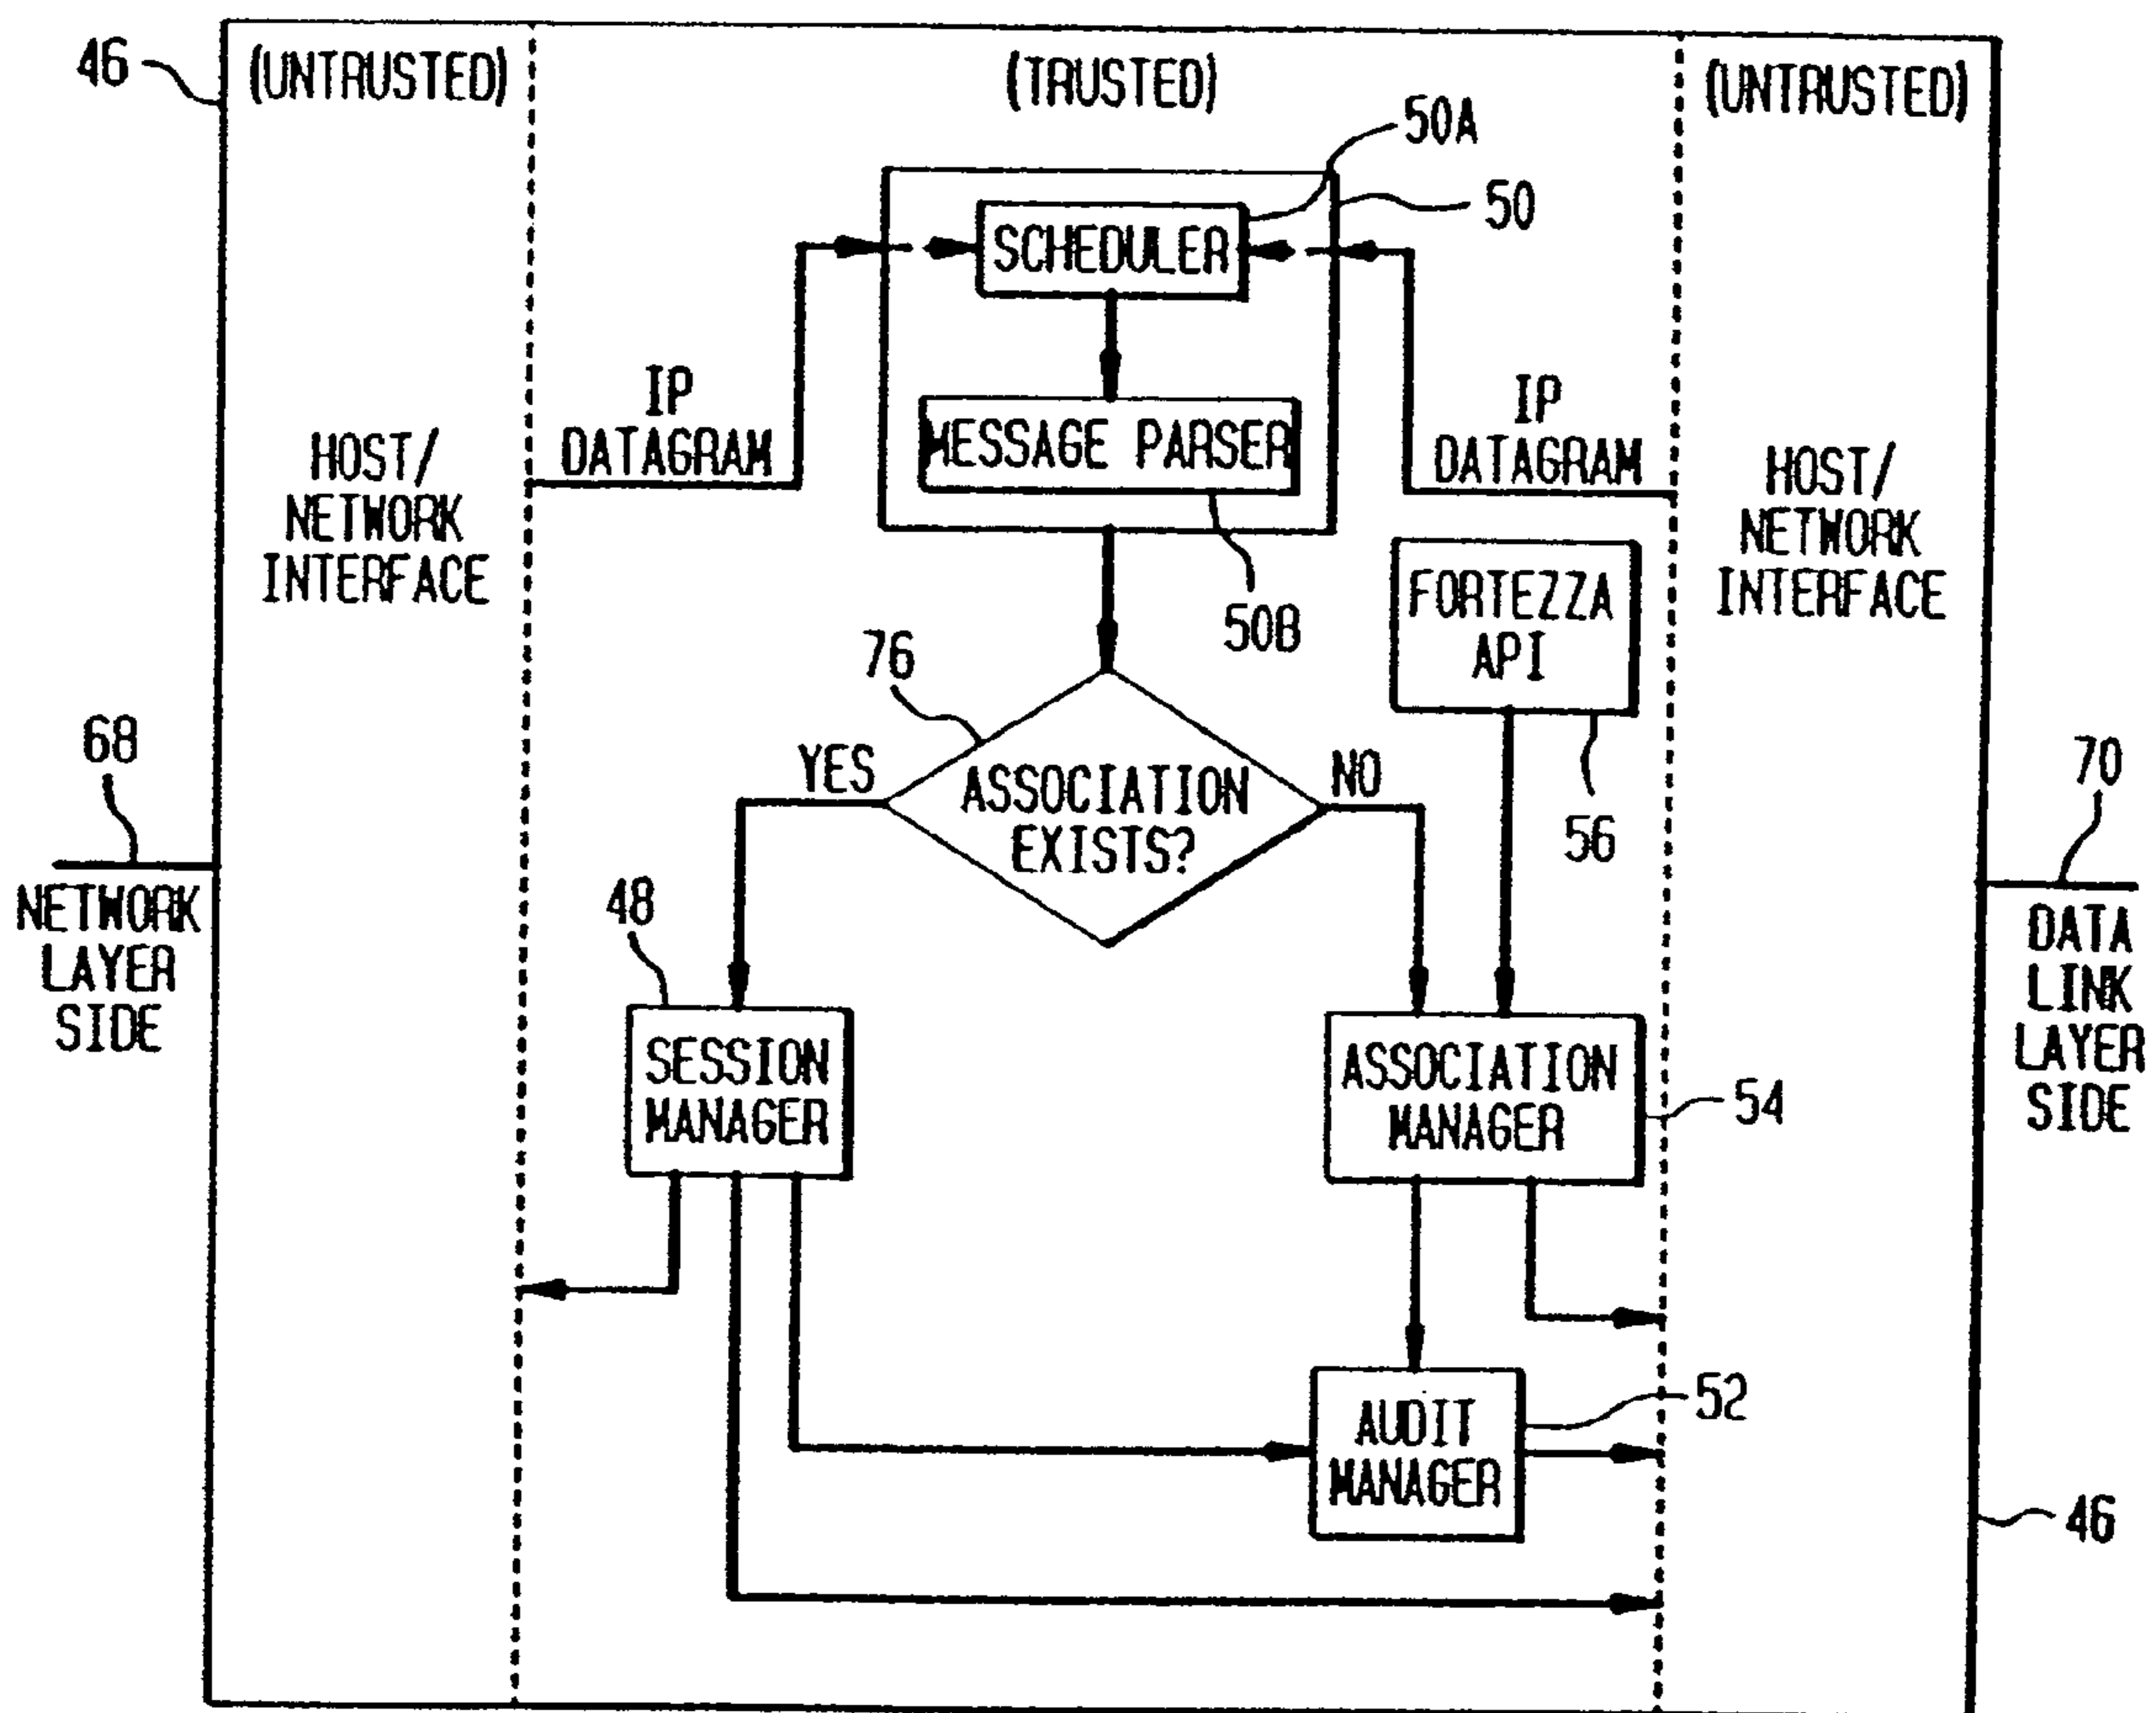 46
(UNTRUSTED)
(TRUSTED)
(UNTRUSTED)
50A
50
SCHEDULER
IP
DATAGRAM
MESSAGE PARSER
IP
DATAGRAM
HOST/
NETWORK
INTERFACE
HOST/
NETWORK
INTERFACE
50B
FORTEZZA
API
56
76
YES
ASSOCIATION
EXISTS?
NO
68
NETWORK
LAYER
SIDE
70
DATA
LINK
LAYER
SIDE
48
SESSION
MANAGER
ASSOCIATION
MANAGER
54
AUDIT
MANAGER
52
46